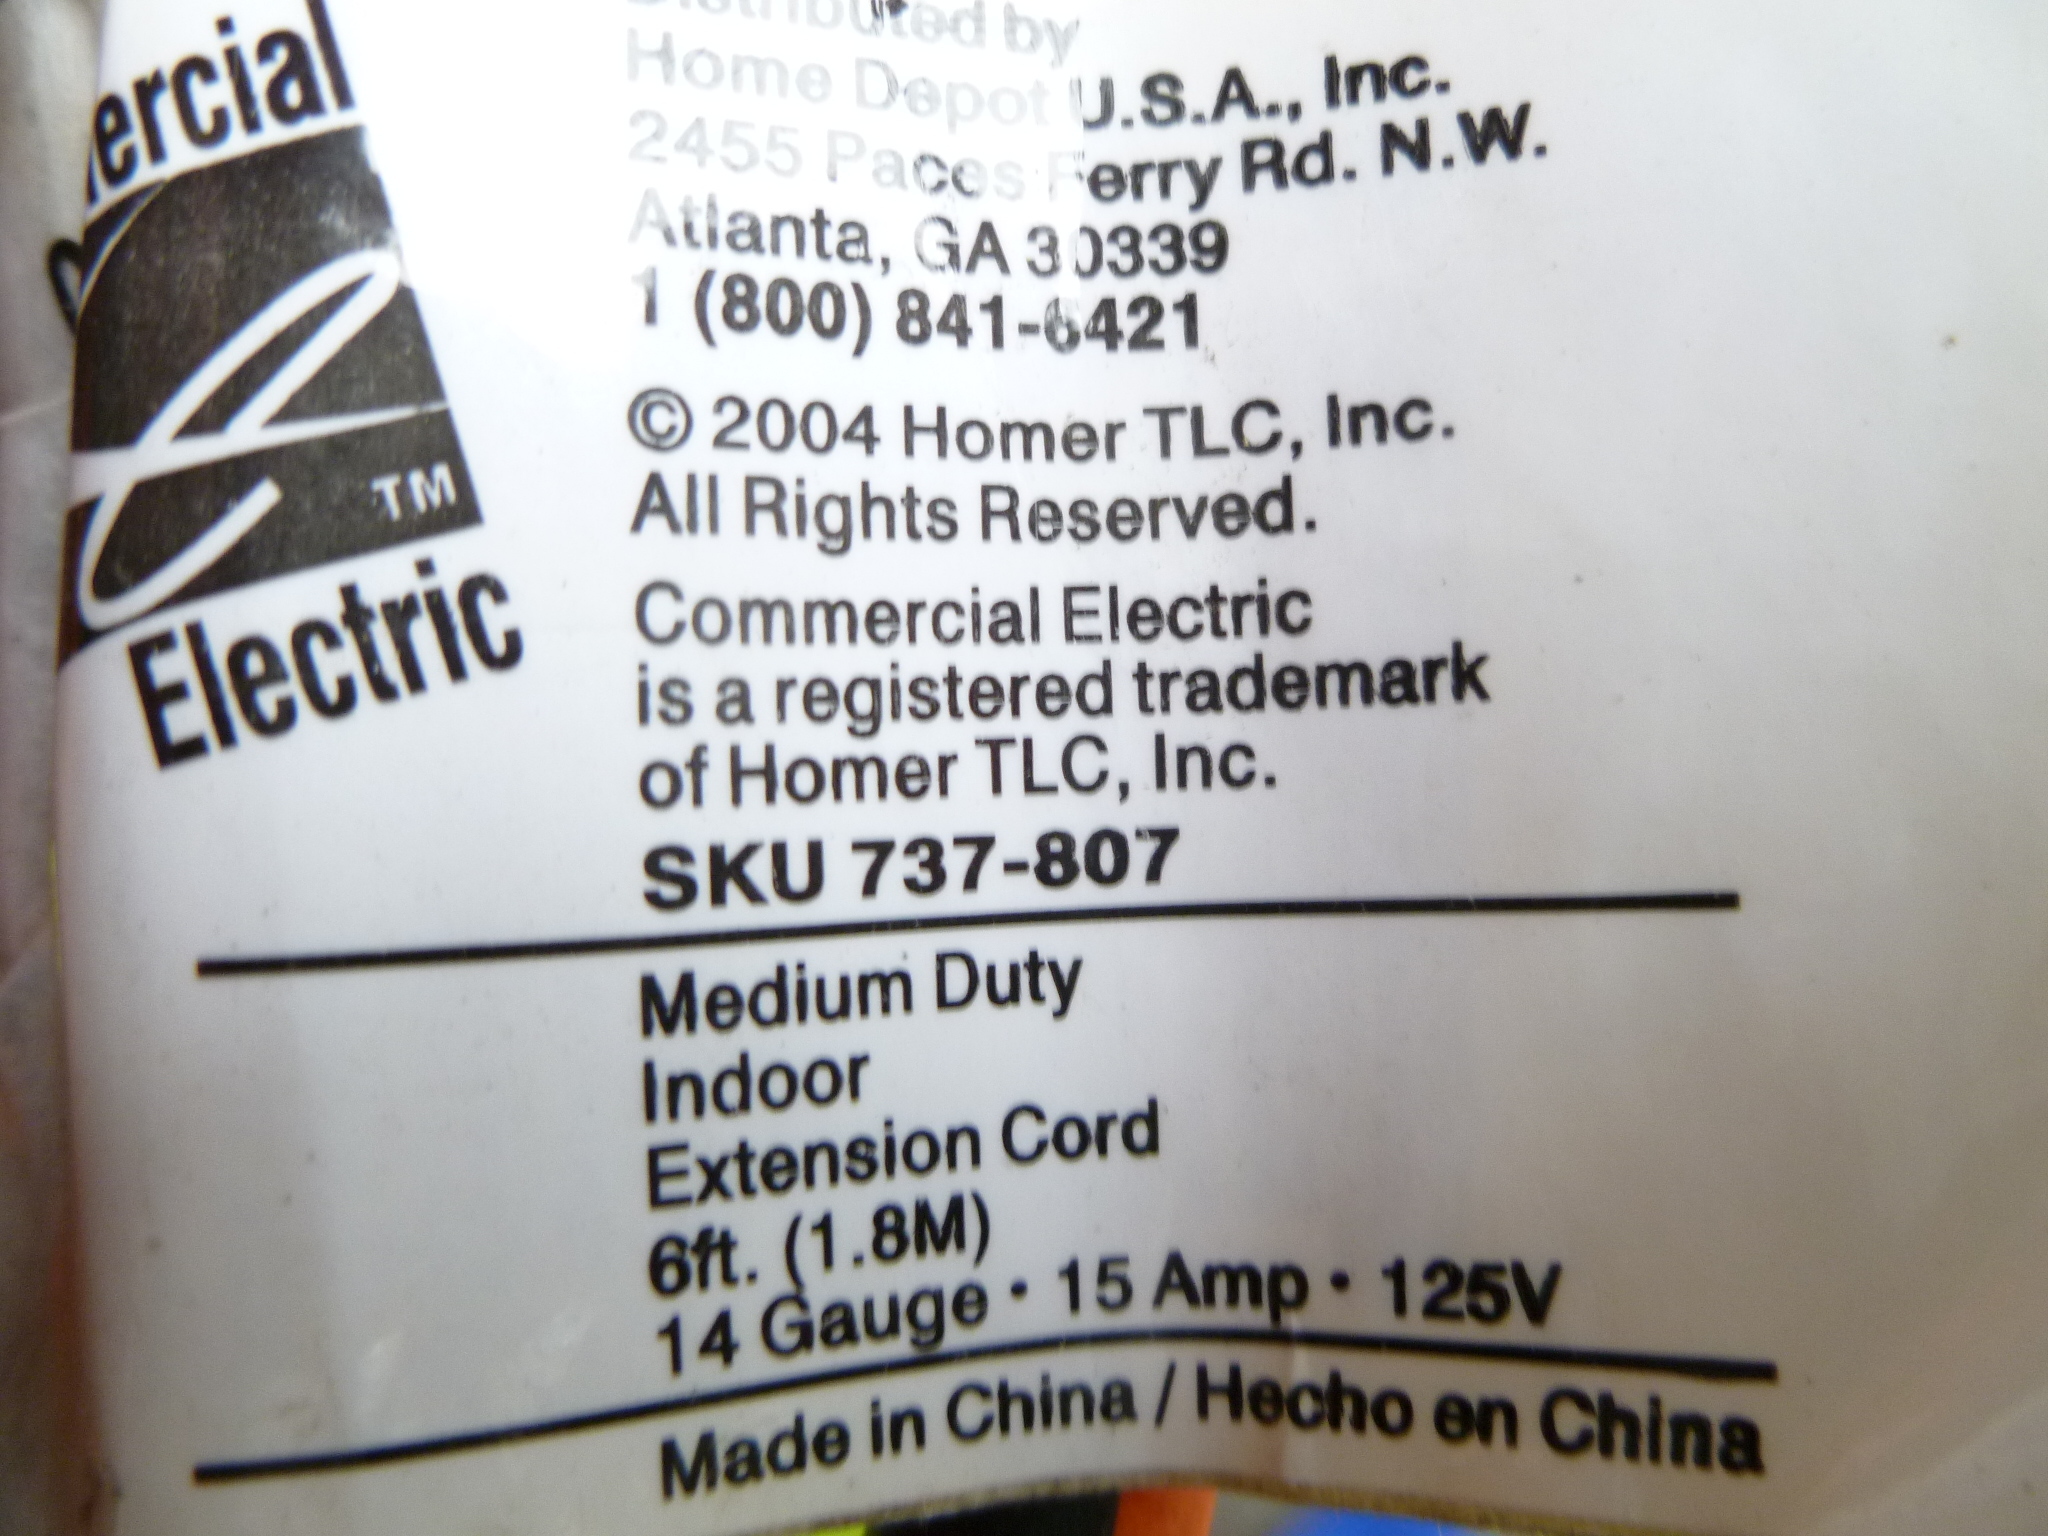 ercial
TM
Electric
Distributed by
Home Depot U.S.A., Inc.
2455 Paces Ferry Rd. N.W.
Atlanta, GA 30339
1 (800) 841-6421
© 2004 Homer TLC, Inc.
All Rights Reserved.
Commercial Electric
is a registered trademark
of Homer TLC, Inc.
SKU 737-807
Medium Duty
Indoor
Extension Cord
6ft. (1.8M)
14 Gauge · 15 Amp · 125V
Made in China / Hecho en China